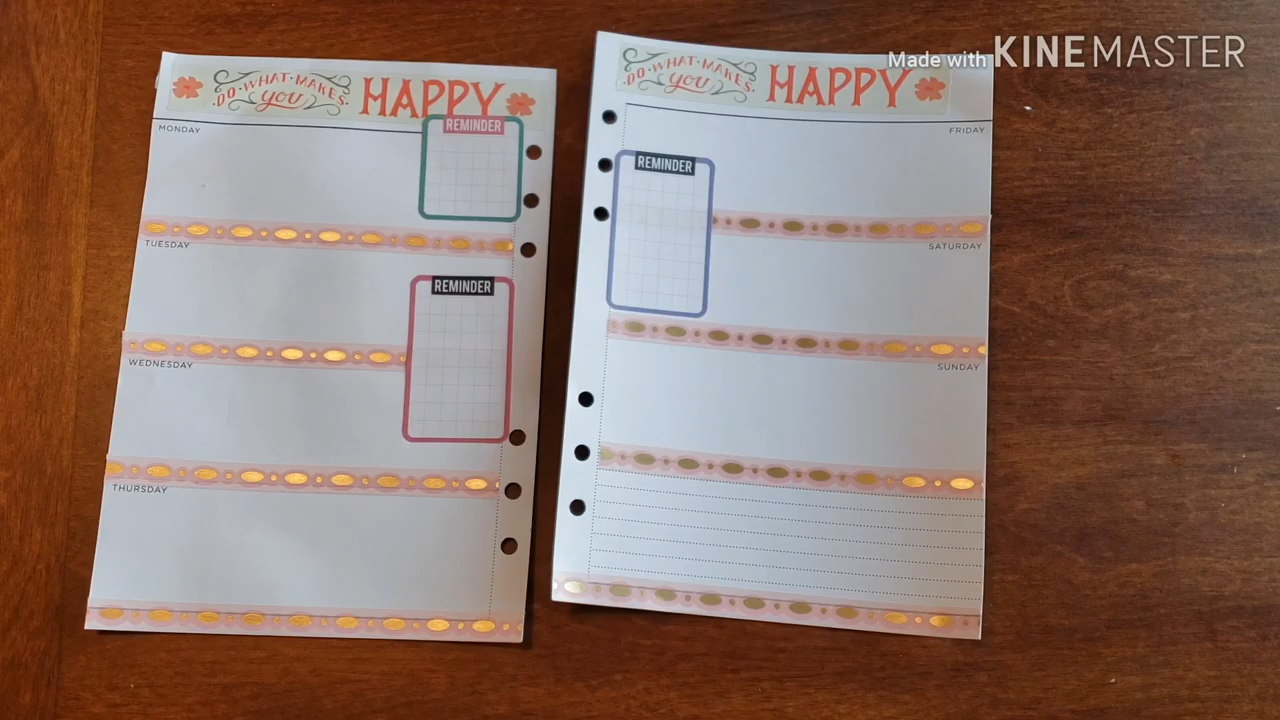 DO·WHAT·MAKES·
you
HAPPY
REMINDER
MONDAY
TUESDAY
REMINDER
WEDNESDAY
THURSDAY
Made with KINEMASTER
DO·WHAT·MAKES·
you
HAPPY
FRIDAY
REMINDER
SATURDAY
SUNDAY